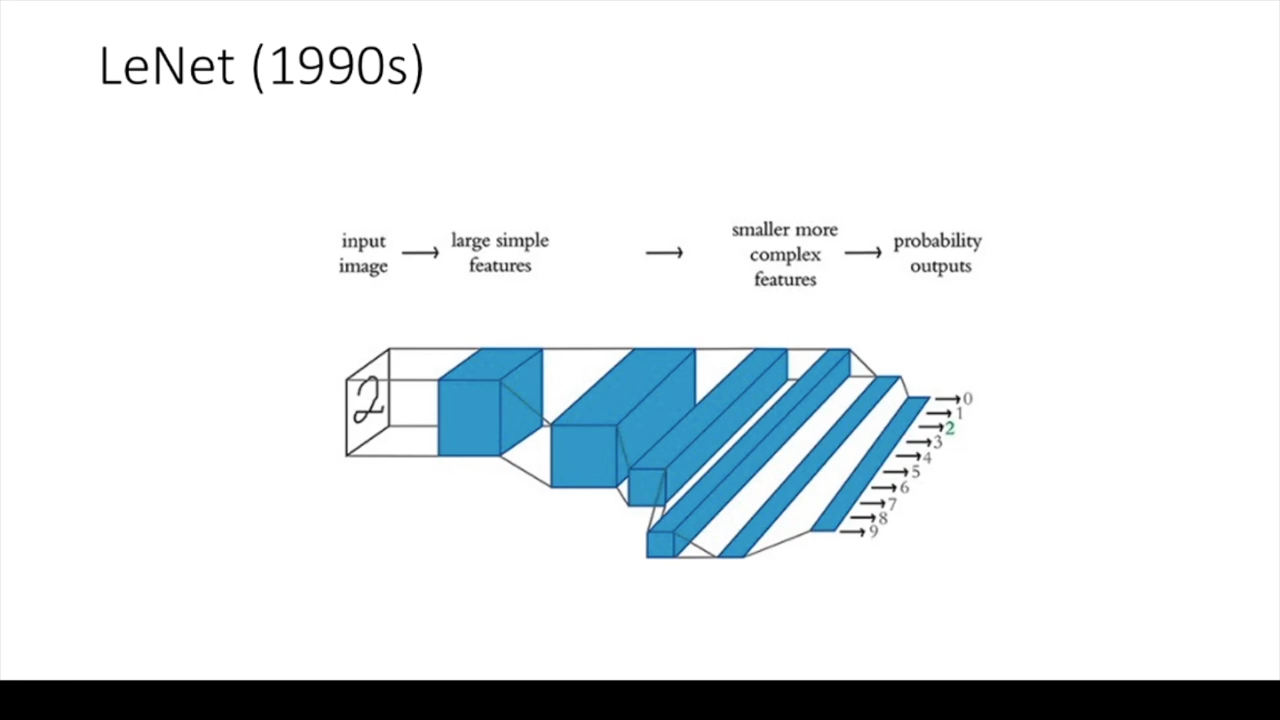 LeNet (1990s)
input
image
large simple
features
smaller more
complex
features
probability
outputs
2
0
1
2
3
4
5
6
7
8
9